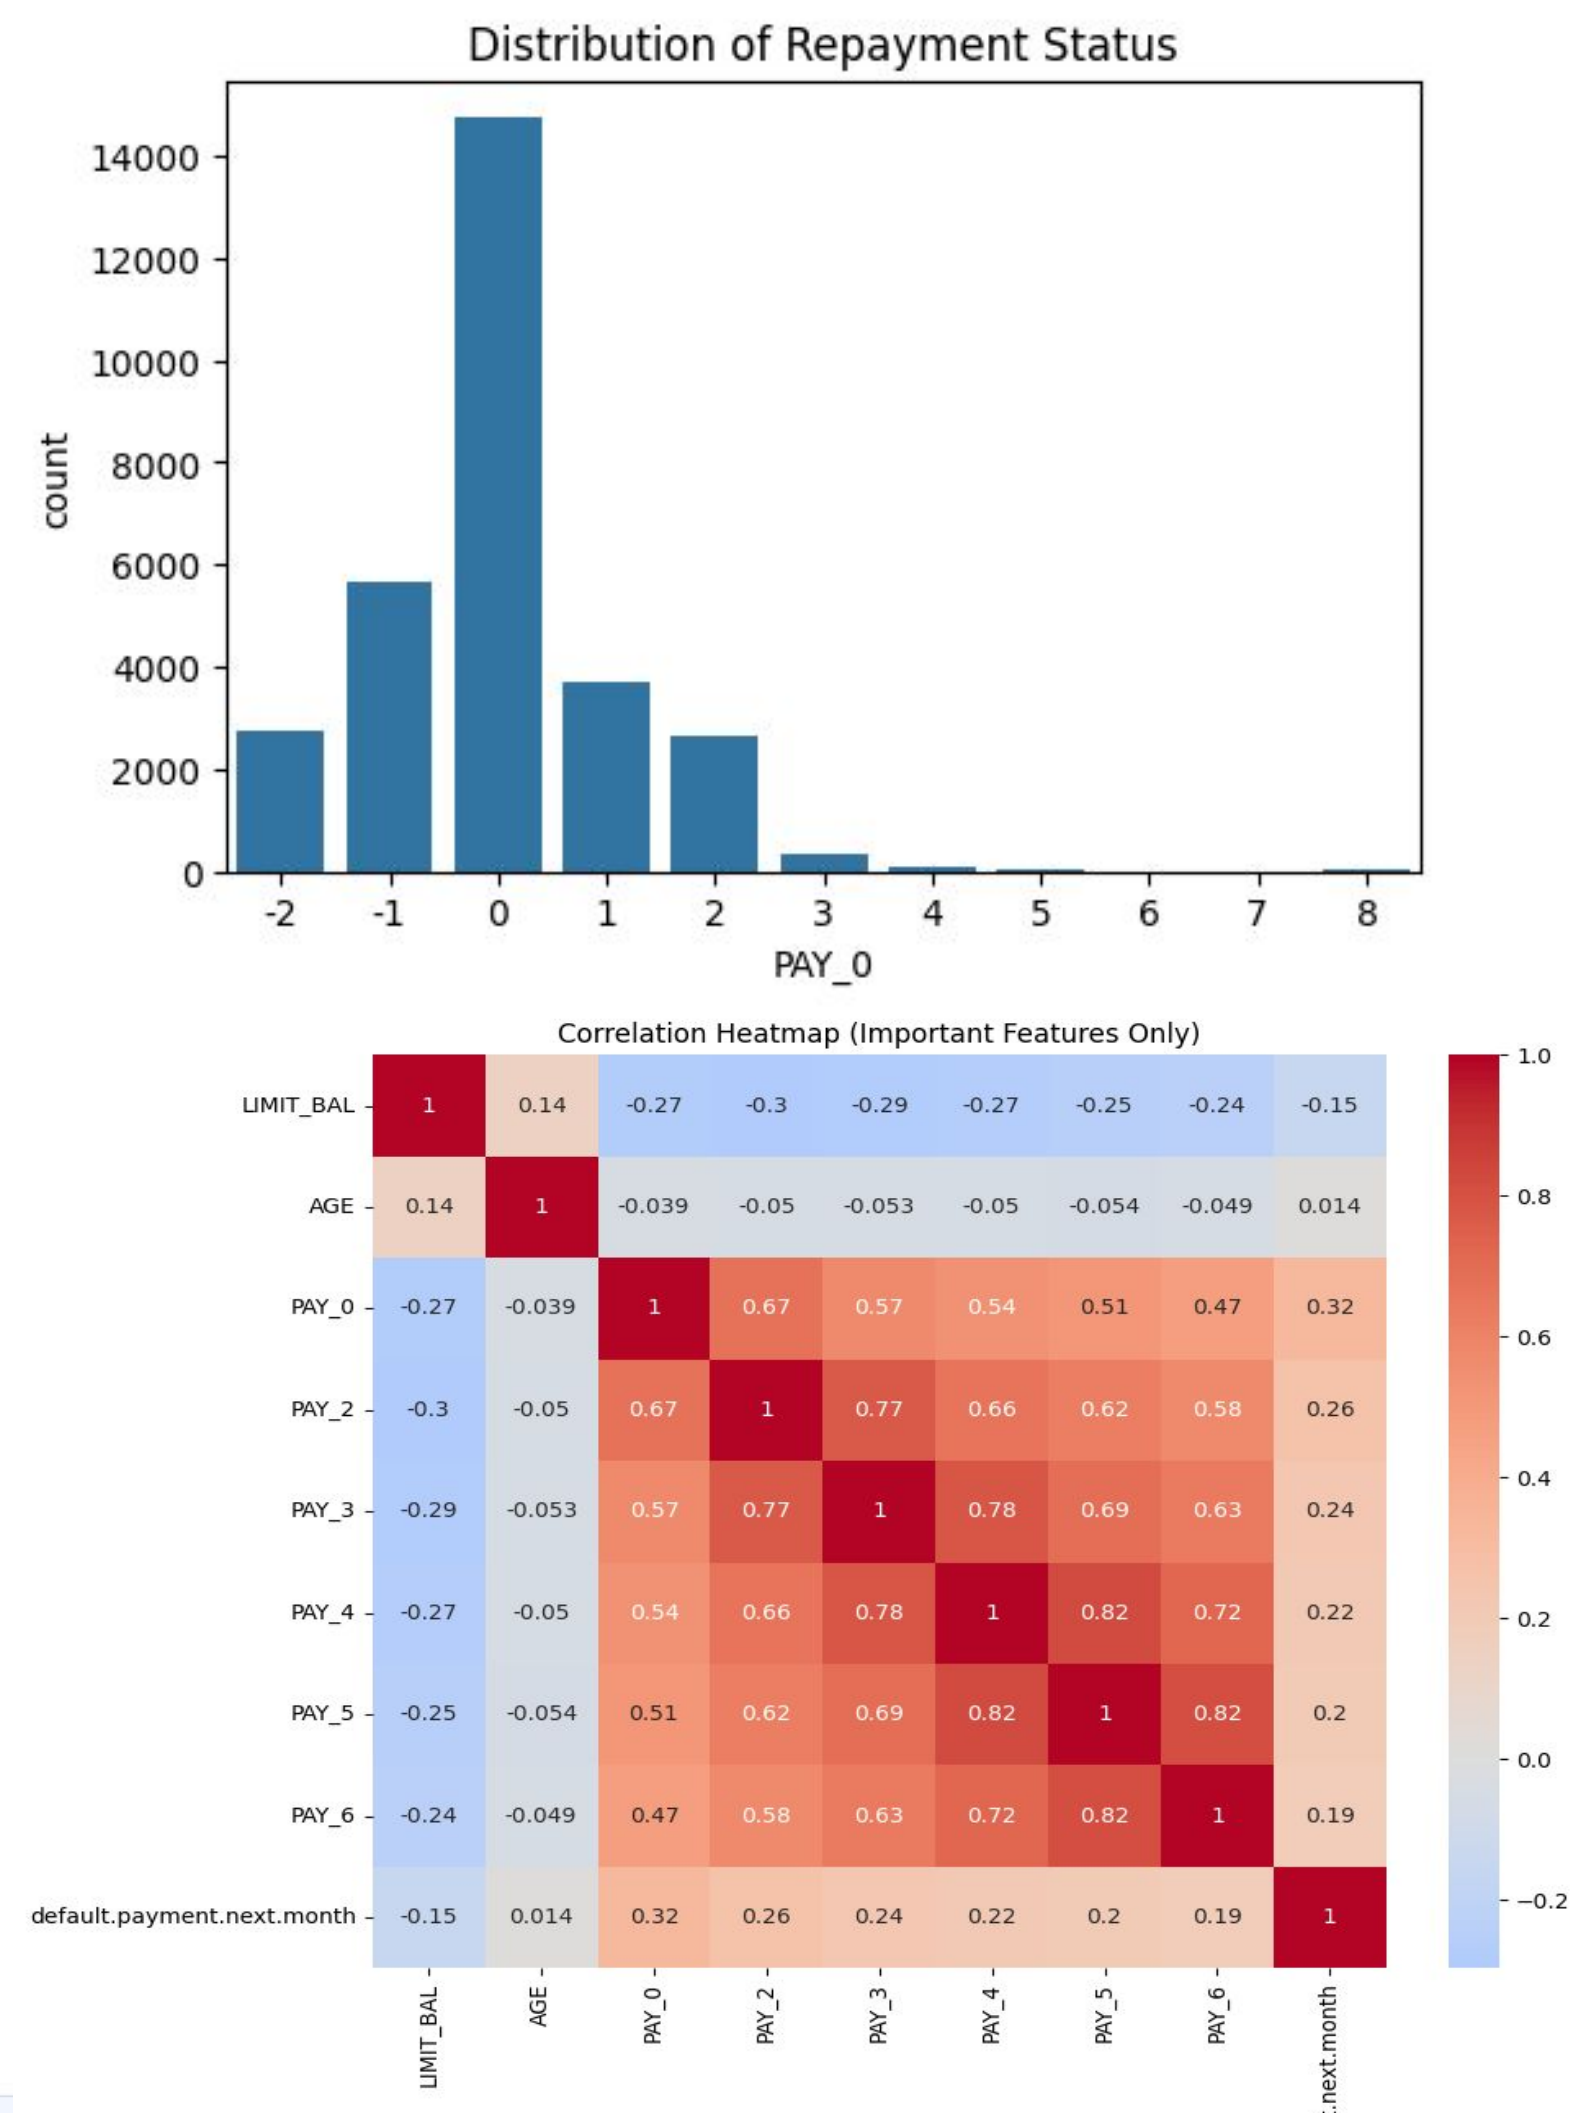 Distribution of Repayment Status
14000
12000
10000
8000
6000
4000
2000
0
count
-2 -1 0 1 2 3 4 5 6 7 8
PAY_0
Correlation Heatmap (Important Features Only)
LIMIT_BAL 1 0.14 -0.27 -0.3 -0.29 -0.27 -0.25 -0.24 -0.15
AGE 0.14 1 -0.039 -0.05 -0.053 -0.05 -0.054 -0.049 0.014
PAY_0 -0.27 -0.039 1 0.67 0.57 0.54 0.51 0.47 0.32
PAY_2 -0.3 -0.05 0.67 1 0.77 0.66 0.62 0.58 0.26
PAY_3 -0.29 -0.053 0.57 0.77 1 0.78 0.69 0.63 0.24
PAY_4 -0.27 -0.05 0.54 0.66 0.78 1 0.82 0.72 0.22
PAY_5 -0.25 -0.054 0.51 0.62 0.69 0.82 1 0.82 0.2
PAY_6 -0.24 -0.049 0.47 0.58 0.63 0.72 0.82 1 0.19
default.payment.next.month -0.15 0.014 0.32 0.26 0.24 0.22 0.2 0.19 1
LIMIT_BAL AGE PAY_0 PAY_2 PAY_3 PAY_4 PAY_5 PAY_6 .next.month
1.0
0.8
0.6
0.4
0.2
0.0
−0.2